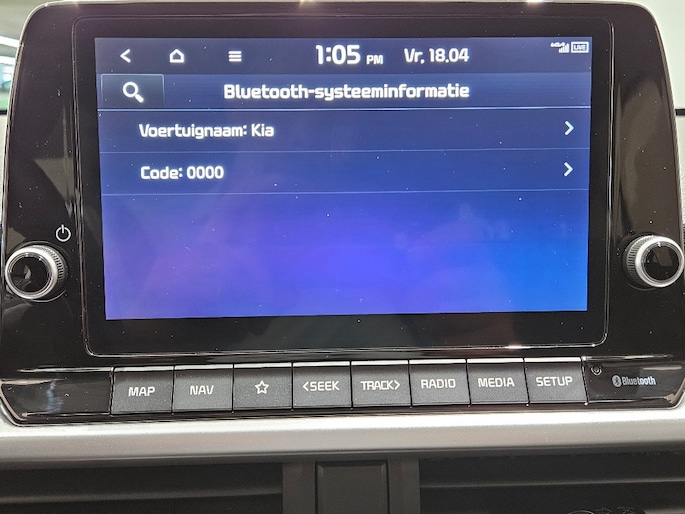 1:05 PM Vr, 18.04 LIVE
Bluetooth-systeeminformatie
Voertuignaam: Kia
Code: 0000
MAP NAV <SEEK TRACK> RADIO MEDIA SETUP Bluetooth